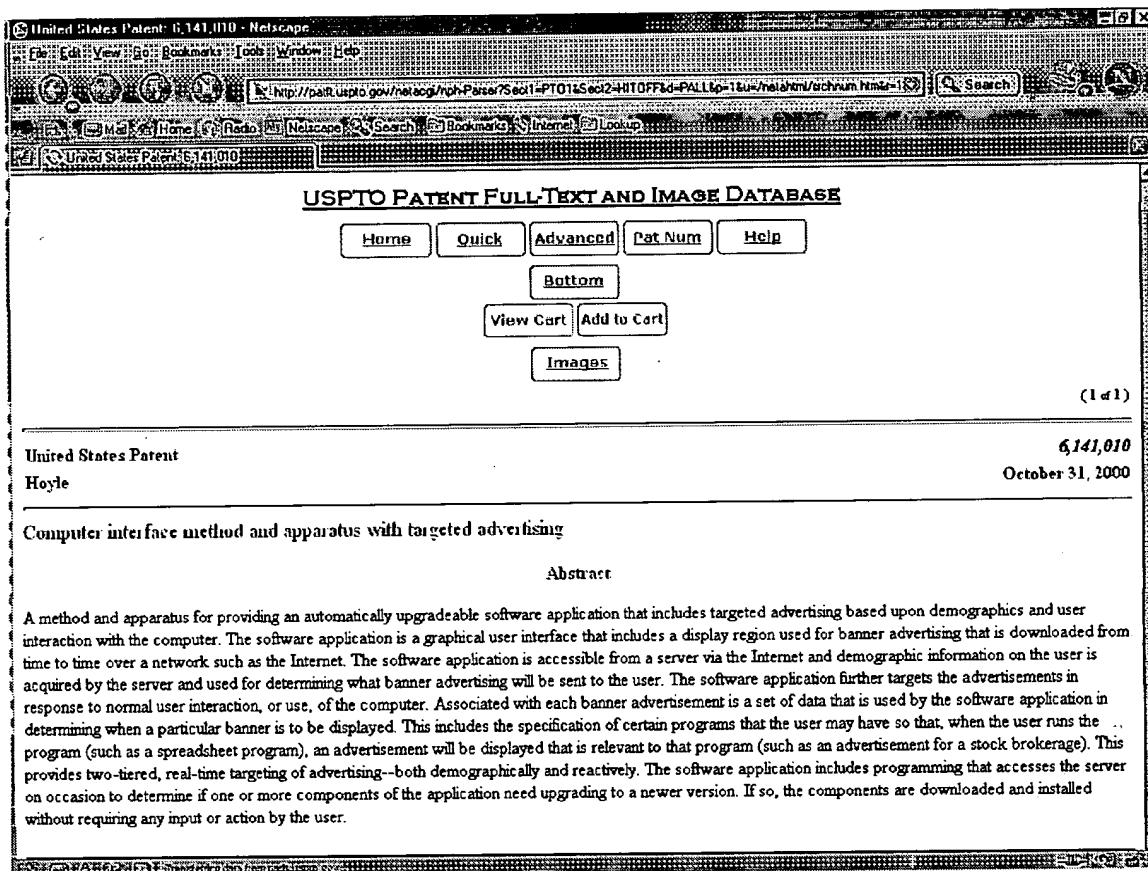 United States Patent: 6,141,010 - Netscape
File Edit View Go Bookmarks Tools Window Help
Search
Mail Home Radio Netscape Search Bookmarks Internet Lookup
United States Patent: 6,141,010
USPTO PATENT FULL-TEXT AND IMAGE DATABASE
Home Quick Advanced Pat Num Help
Bottom
View Cart Add to Cart
Images
(1 of 1)
United States Patent 6,141,010
Hoyle October 31, 2000
Computer interface method and apparatus with targeted advertising
Abstract
A method and apparatus for providing an automatically upgradeable software application that includes targeted advertising based upon demographics and user
interaction with the computer. The software application is a graphical user interface that includes a display region used for banner advertising that is downloaded from
time to time over a network such as the Internet. The software application is accessible from a server via the Internet and demographic information on the user is
acquired by the server and used for determining what banner advertising will be sent to the user. The software application further targets the advertisements in
response to normal user interaction, or use, of the computer. Associated with each banner advertisement is a set of data that is used by the software application in
determining when a particular banner is to be displayed. This includes the specification of certain programs that the user may have so that, when the user runs the
program (such as a spreadsheet program), an advertisement will be displayed that is relevant to that program (such as an advertisement for a stock brokerage). This
provides two-tiered, real-time targeting of advertising--both demographically and reactively. The software application includes programming that accesses the server
on occasion to determine if one or more components of the application need upgrading to a newer version. If so, the components are downloaded and installed
without requiring any input or action by the user.